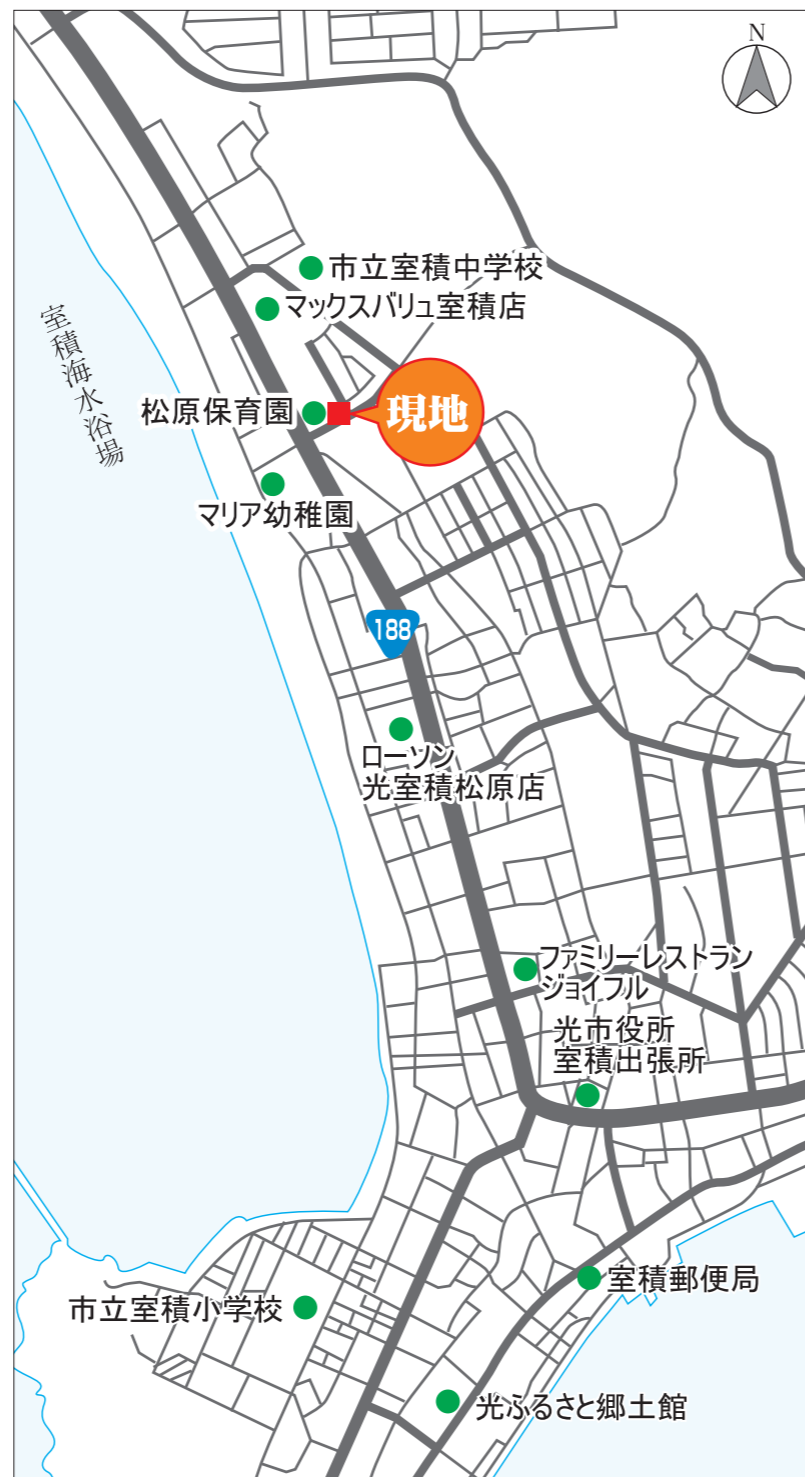 N
市立室積中学校
マックスバリュ室積店
室積海水浴場
松原保育園
現地
マリア幼稚園
188
ローソン
光室積松原店
ファミリーレストラン
ジョイフル
光市役所
室積出張所
室積郵便局
市立室積小学校
光ふるさと郷土館